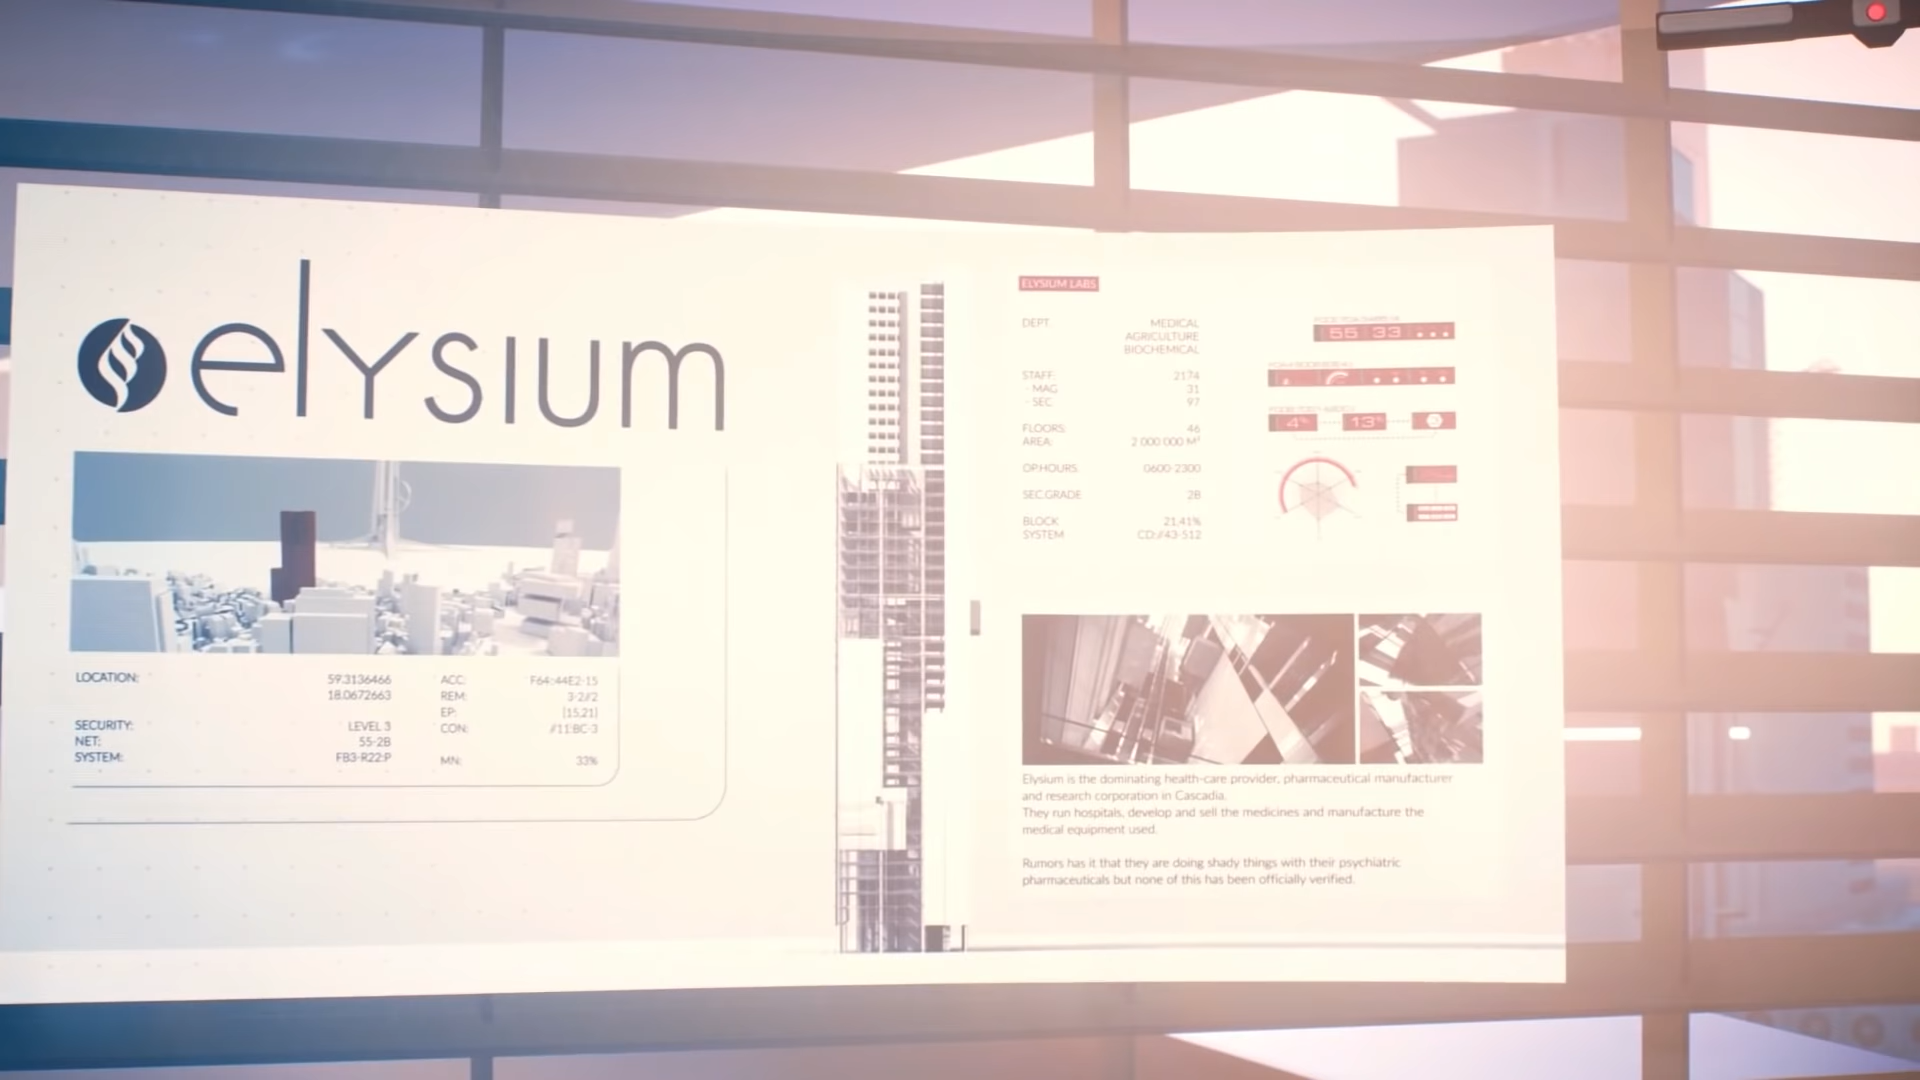 elysium
LOCATION: 59.3136466
18.0672663
SECURITY: LEVEL 3
NET: 55-2B
SYSTEM: FB3-R22:P
ACC: F64:44E2-15
REM: 3-2//2
EP: [15,21]
CON: #11:BC-3
MN: 33%
ELYSIUM LABS
DEPT. MEDICAL
AGRICULTURE
BIOCHEMICAL
STAFF: 2174
- MAG 31
- SEC 97
FLOORS: 46
AREA: 2 000 000 M²
OP.HOURS: 0600-2300
SEC.GRADE 2B
BLOCK 21,41%
SYSTEM CD://43-512
55 33
4% 13%
Elysium is the dominating health-care provider, pharmaceutical manufacturer
and research corporation in Cascadia.
They run hospitals, develop and sell the medicines and manufacture the
medical equipment used.
Rumors has it that they are doing shady things with their psychiatric
pharmaceuticals but none of this has been officially verified.